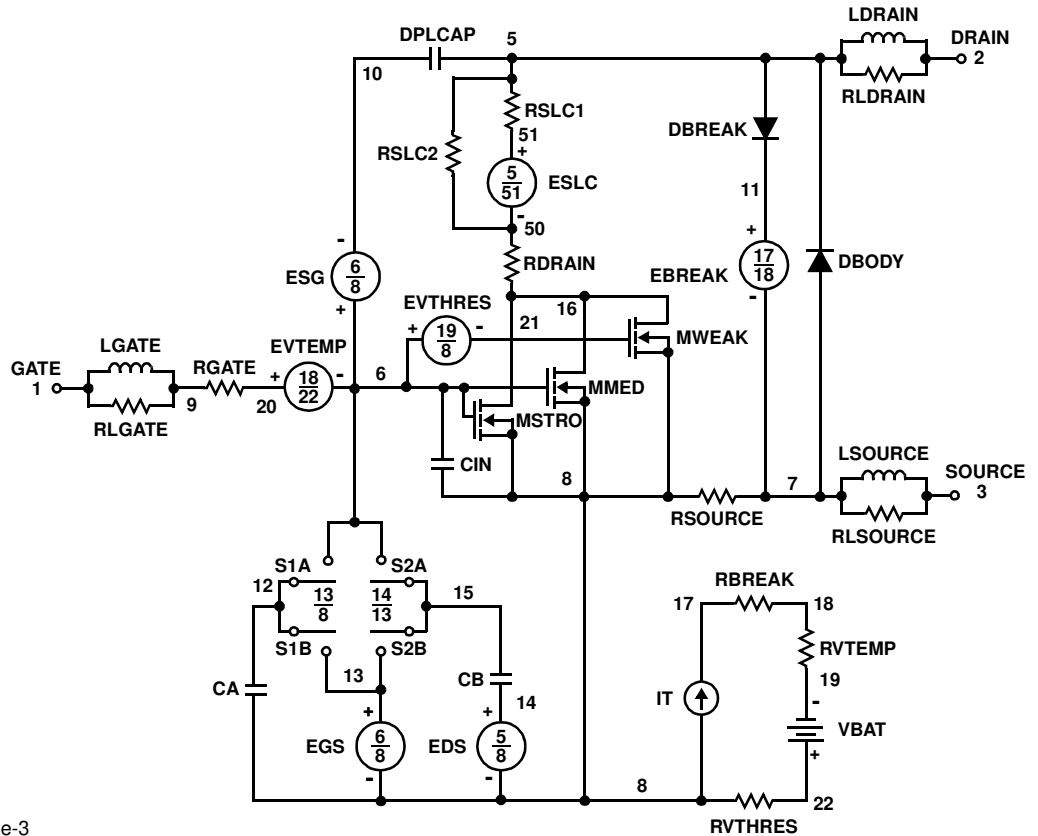 LDRAIN
DPLCAP
5
DRAIN
2
10
RLDRAIN
RSLC1
DBREAK
51
RSLC2
+
5
51
ESLC
11
-
50
+
-
RDRAIN
17
18
EBREAK
DBODY
ESG
6
8
EVTHRES
16
-
+
+
19
8
-
21
MWEAK
LGATE
EVTEMP
GATE
1
RGATE
+
18
22
-
6
MMED
9
20
MSTRO
RLGATE
LSOURCE
CIN
8
7
SOURCE
3
RSOURCE
RLSOURCE
S1A
S2A
RBREAK
12
13
8
14
13
15
17
18
S1B
S2B
RVTEMP
13
CB
19
CA
14
IT
-
+
+
VBAT
EGS
6
8
EDS
5
8
+
-
-
8
22
RVTHRES
e-3